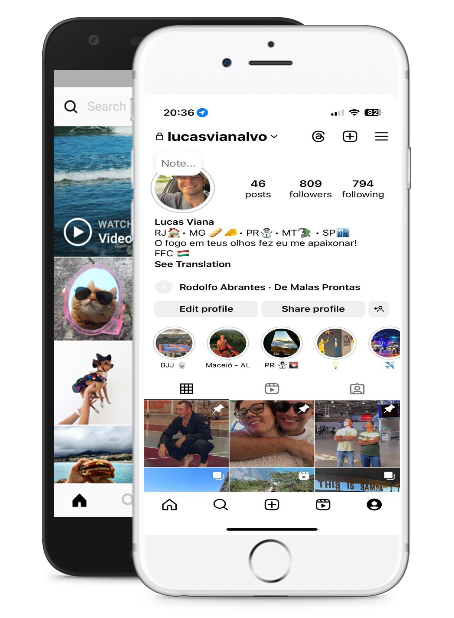 Search
WATCH
Video
20:36
82
lucasvianalvo
Note...
46
posts
809
followers
794
following
Lucas Viana
RJ🏠 • MG 🥖🧀 • PR☃️ • MT🐊 • SP🏙️
O fogo em teus olhos fez eu me apaixonar!
FFC 🇭🇺
See Translation
Rodolfo Abrantes · De Malas Prontas
Edit profile
Share profile
BJJ 🥋
Maceió - AL
PR ☃️🌄
THIS IS SAMPA